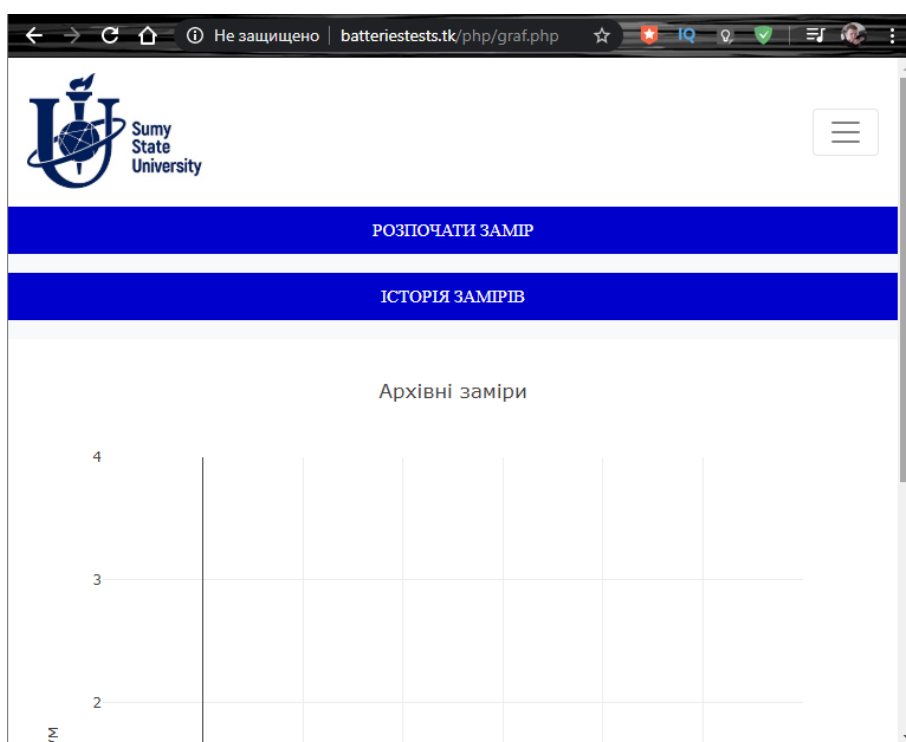 Не защищено
batteriestests.tk/php/graf.php
IQ
Sumy
State
University
РОЗПОЧАТИ ЗАМІР
ІСТОРІЯ ЗАМІРІВ
Архівні заміри
4
3
2